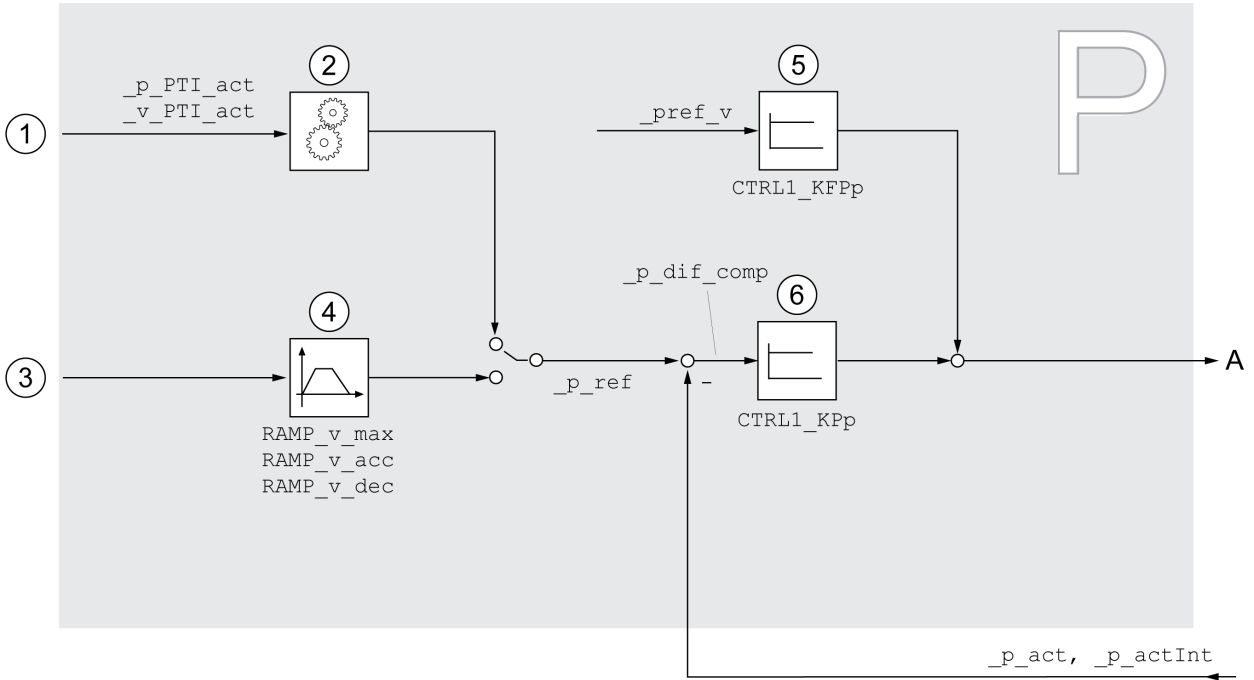 P
2
5
_p_PTI_act
_v_PTI_act
_pref_v
1
CTRL1_KFPp
_p_dif_comp
4
6
3
_p_ref
-
A
CTRL1_KPp
RAMP_v_max
RAMP_v_acc
RAMP_v_dec
_p_act, _p_actInt